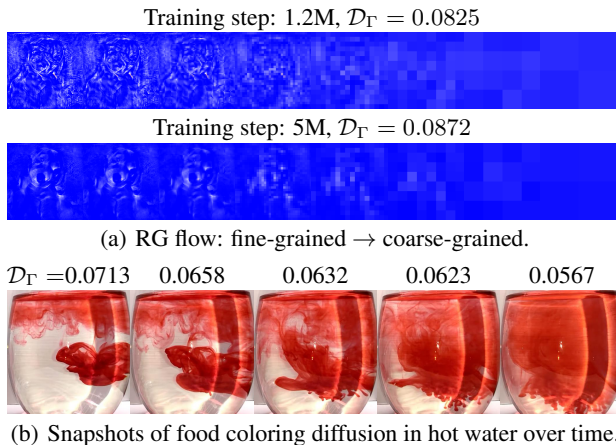 Training step: 1.2M, 𝒟_Γ = 0.0825
Training step: 5M, 𝒟_Γ = 0.0872
(a) RG flow: fine-grained → coarse-grained.
𝒟_Γ =0.0713 0.0658 0.0632 0.0623 0.0567
(b) Snapshots of food coloring diffusion in hot water over time